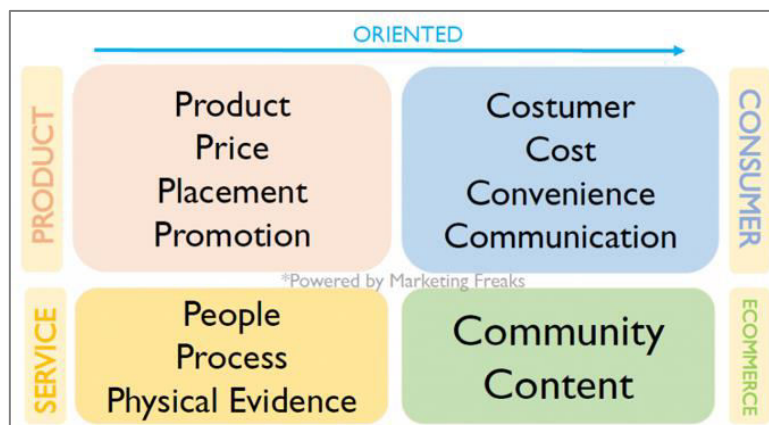 ORIENTED
PRODUCT
Product
Price
Placement
Promotion
Costumer
Cost
Convenience
Communication
CONSUMER
*Powered by Marketing Freaks
SERVICE
People
Process
Physical Evidence
Community
Content
ECOMMERCE